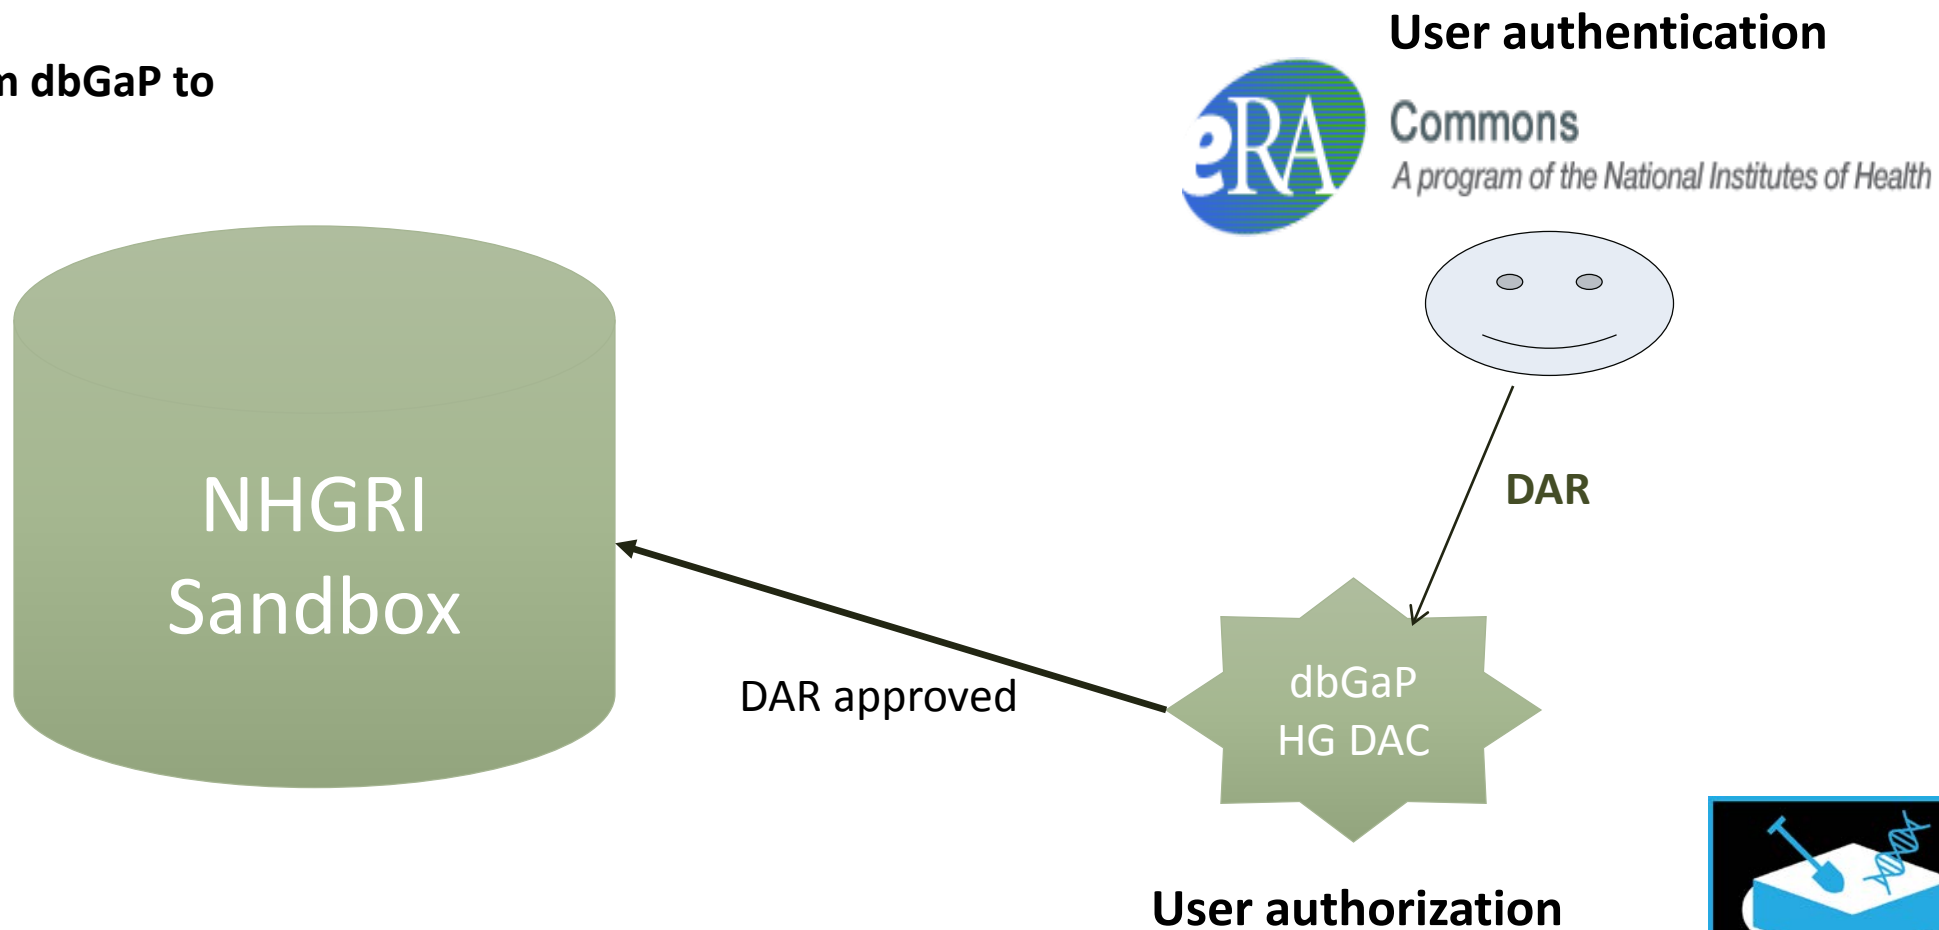 User authentication
dbGaP to
eRA
Commons
A program of the National Institutes of Health
NHGRI
Sandbox
DAR
DAR approved
dbGaP
HG DAC
User authorization